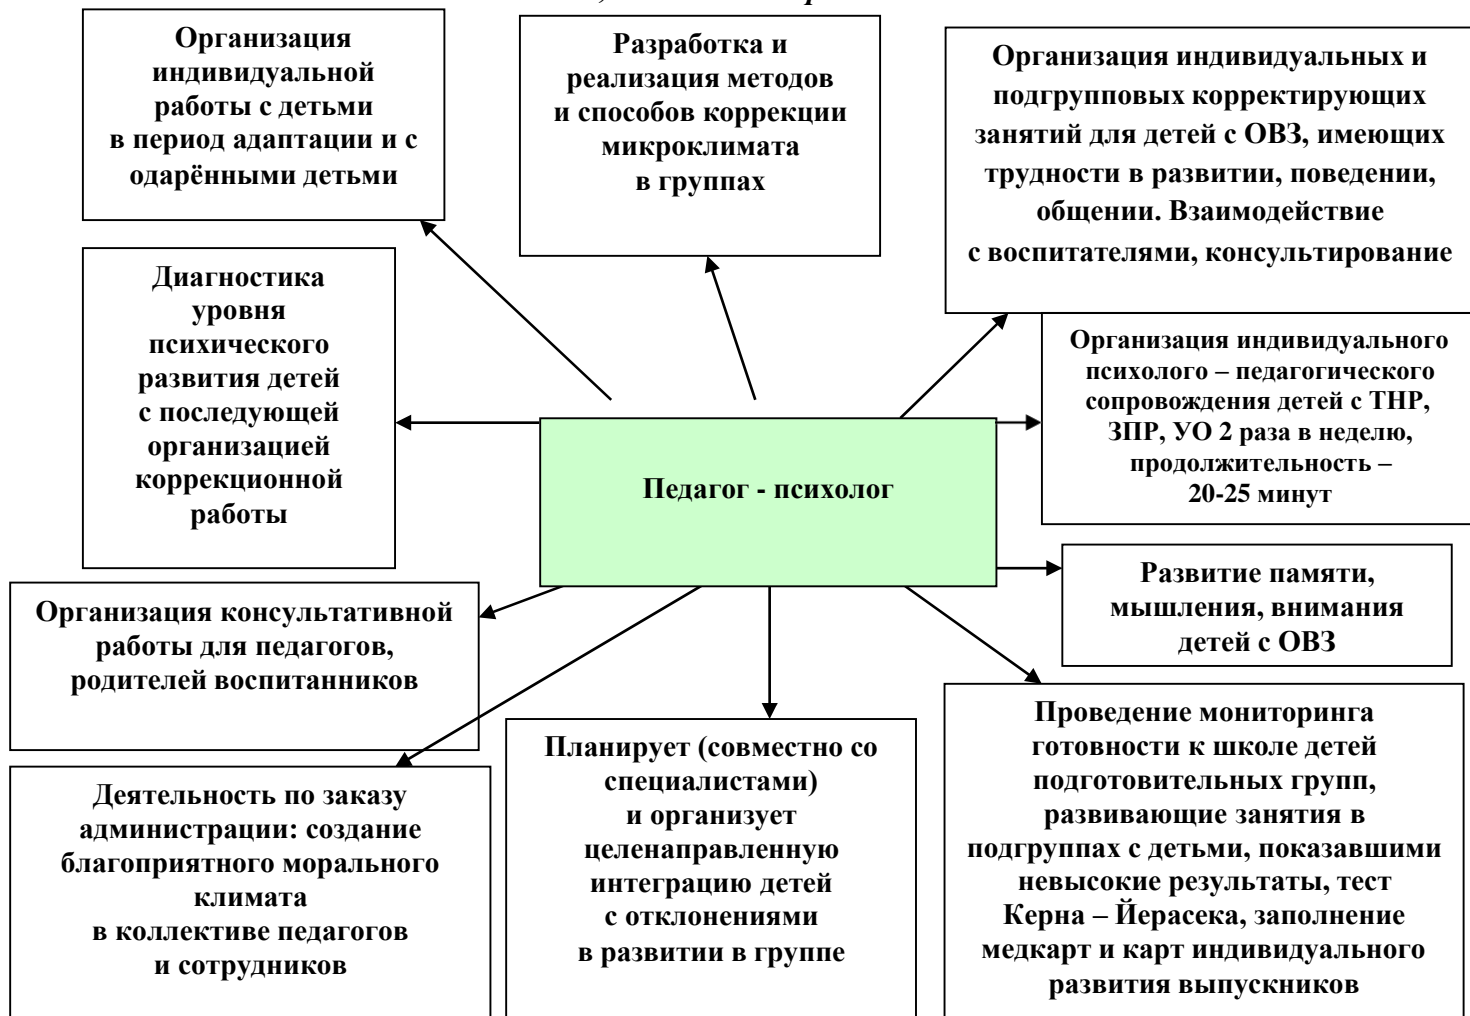 Организация
индивидуальной
работы с детьми
в период адаптации и с
одарёнными детьми
Разработка и
реализация методов
и способов коррекции
микроклимата
в группах
Организация индивидуальных и
подгрупповых корректирующих
занятий для детей с ОВЗ, имеющих
трудности в развитии, поведении,
общении. Взаимодействие
с воспитателями, консультирование
Диагностика
уровня
психического
развития детей
с последующей
организацией
коррекционной
работы
Организация индивидуального
психолого – педагогического
сопровождения детей с ТНР,
ЗПР, УО 2 раза в неделю,
продолжительность –
20-25 минут
Педагог - психолог
Развитие памяти,
мышления, внимания
детей с ОВЗ
Организация консультативной
работы для педагогов,
родителей воспитанников
Деятельность по заказу
администрации: создание
благоприятного морального
климата
в коллективе педагогов
и сотрудников
Планирует (совместно со
специалистами)
и организует
целенаправленную
интеграцию детей
с отклонениями
в развитии в группе
Проведение мониторинга
готовности к школе детей
подготовительных групп,
развивающие занятия в
подгруппах с детьми, показавшими
невысокие результаты, тест
Керна – Йерасека, заполнение
медкарт и карт индивидуального
развития выпускников